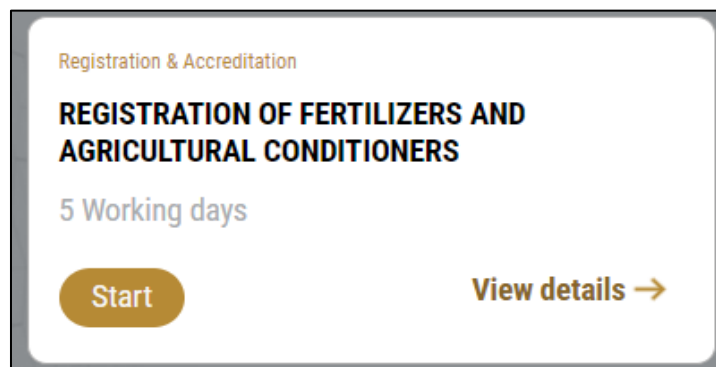 Registration & Accreditation
REGISTRATION OF FERTILIZERS AND
AGRICULTURAL CONDITIONERS
5 Working days
Start
View details →